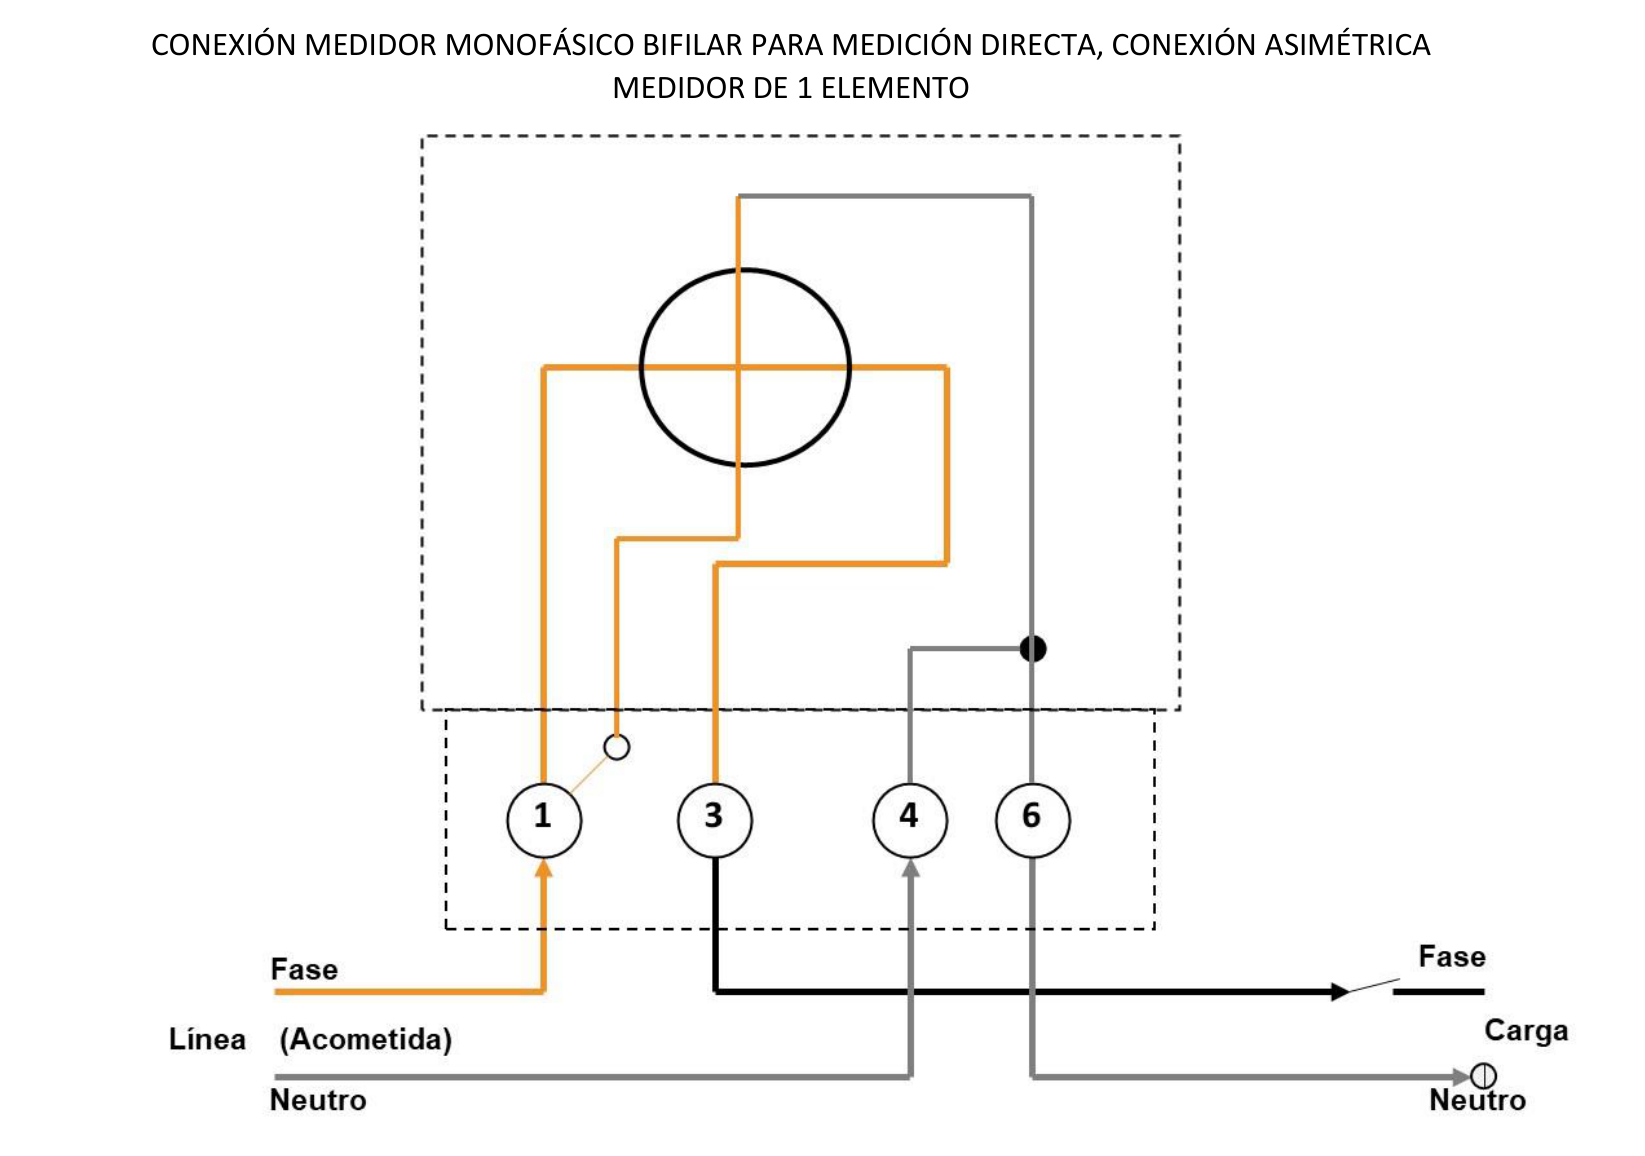 CONEXIÓN MEDIDOR MONOFÁSICO BIFILAR PARA MEDICIÓN DIRECTA, CONEXIÓN ASIMÉTRICA
MEDIDOR DE 1 ELEMENTO
1 3 4 6
Fase
Fase
Línea (Acometida)
Carga
Neutro
Neutro